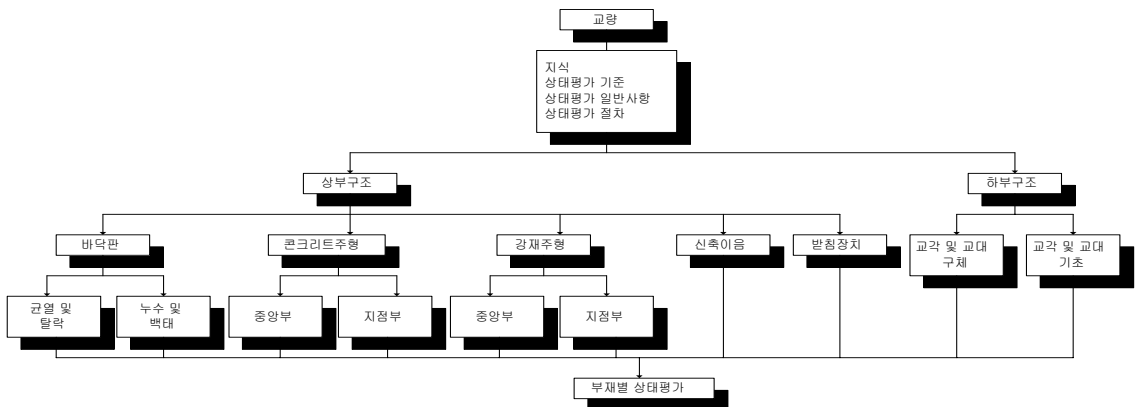 교량
지식
상태평가 기준
상태평가 일반사항
상태평가 절차
상부구조
하부구조
바닥판
콘크리트주형
강재주형
신축이음
받침장치
교각 및 교대
구체
교각 및 교대
기초
균열 및
탈락
누수 및
백태
중앙부
지점부
중앙부
지점부
부재별 상태평가